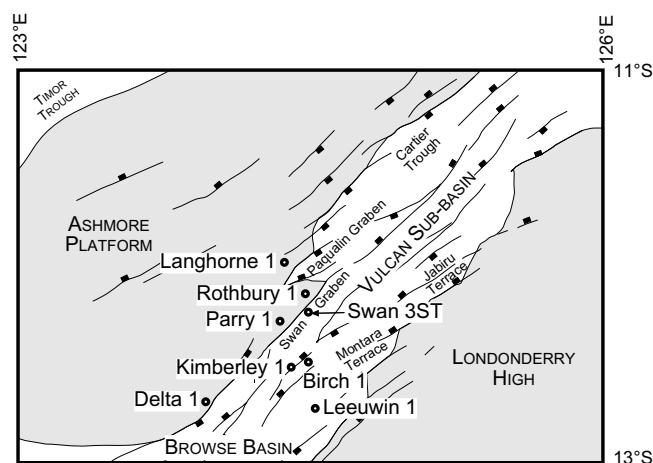 123°E
126°E
11°S
TIMOR
TROUGH
Cartier
Trough
ASHMORE
PLATFORM
Paqualin Graben
VULCAN SUB-BASIN
Langhorne 1
Jabiru
Terrace
Rothbury 1
Swan Graben
Swan 3ST
Parry 1
Montara
Terrace
LONDONDERRY
HIGH
Kimberley 1
Birch 1
Delta 1
Leeuwin 1
BROWSE BASIN
13°S